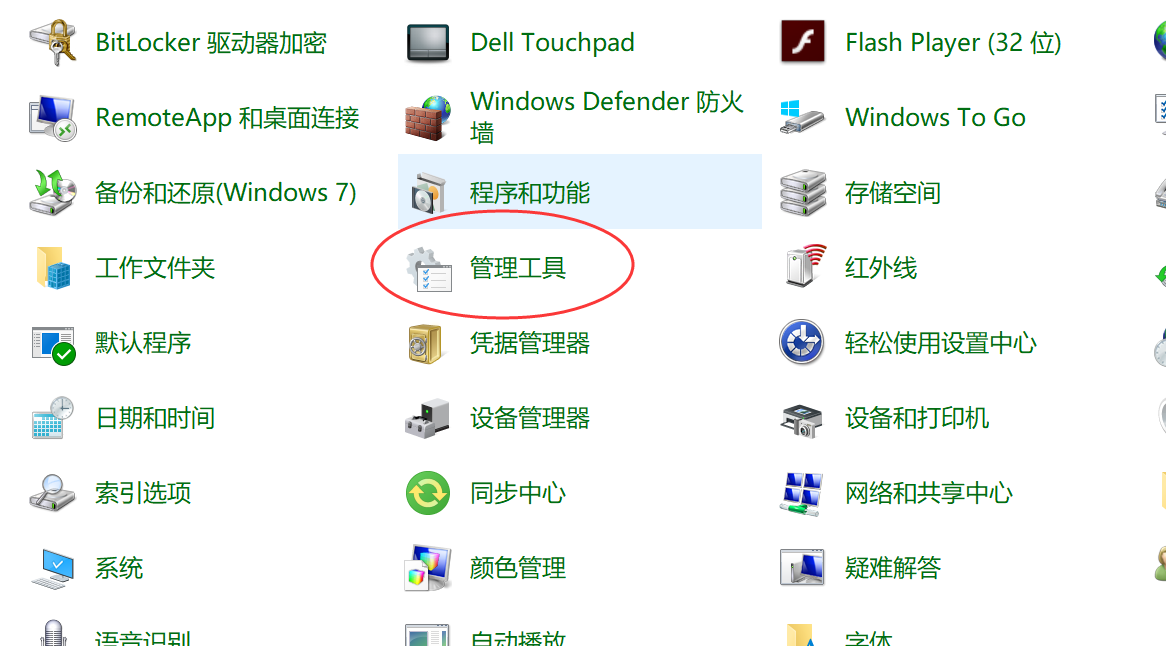 BitLocker 驱动器加密
Dell Touchpad
Flash Player (32 位)
RemoteApp 和桌面连接
Windows Defender 防火
墙
Windows To Go
备份和还原(Windows 7)
程序和功能
存储空间
工作文件夹
管理工具
红外线
默认程序
凭据管理器
轻松使用设置中心
日期和时间
设备管理器
设备和打印机
索引选项
同步中心
网络和共享中心
系统
颜色管理
疑难解答
语音识别
自动播放
字体